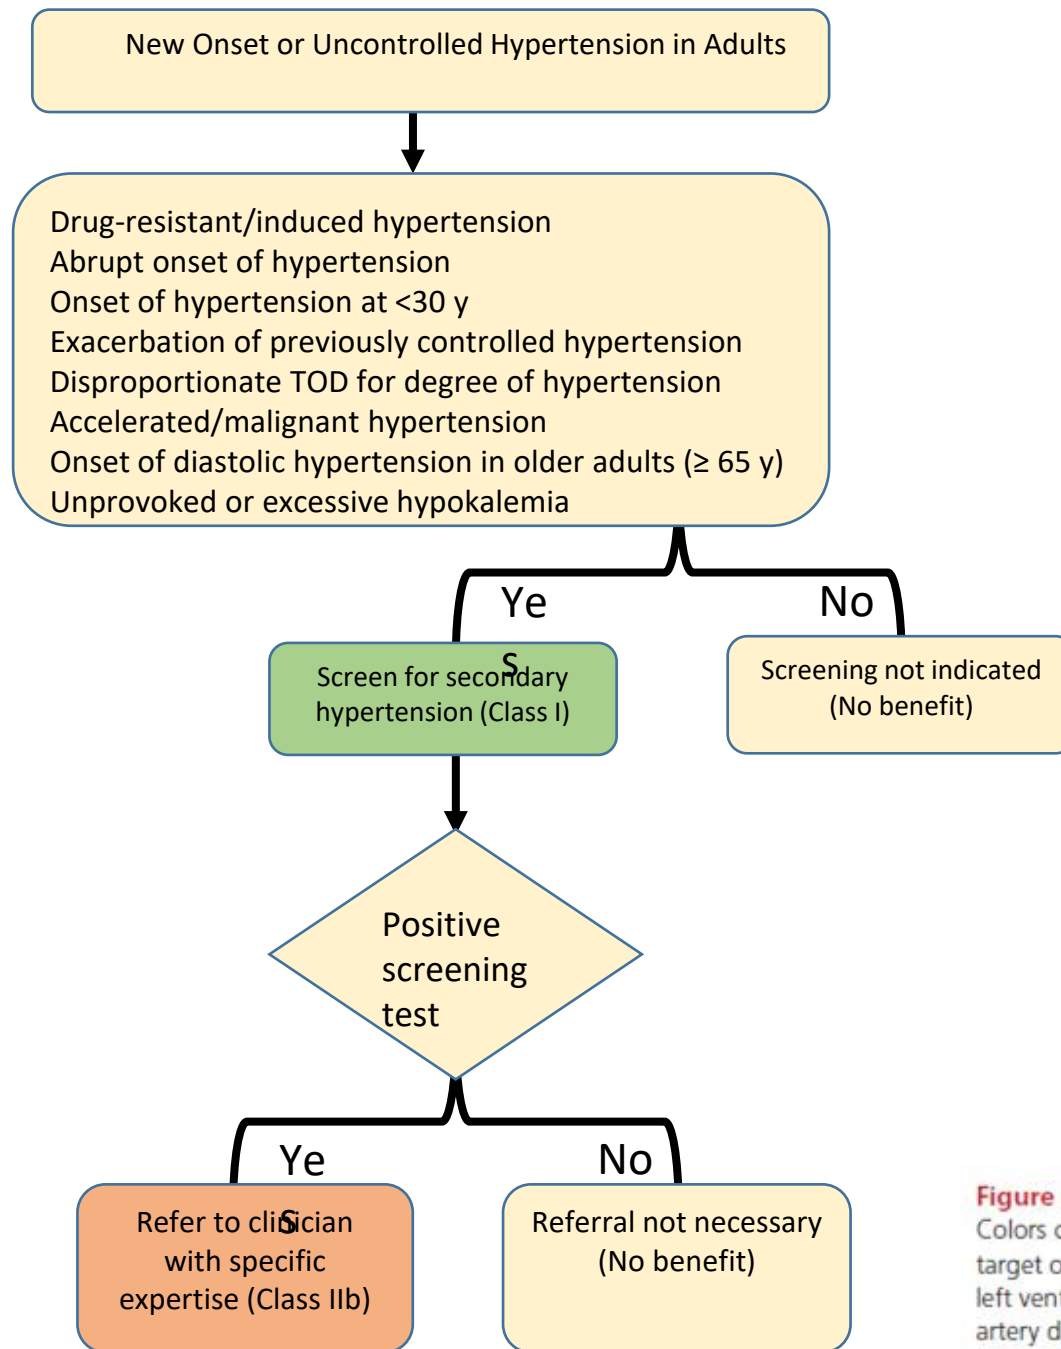 New Onset or Uncontrolled Hypertension in Adults
Drug-resistant/induced hypertension
Abrupt onset of hypertension
Onset of hypertension at <30 y
Exacerbation of previously controlled hypertension
Disproportionate TOD for degree of hypertension
Accelerated/malignant hypertension
Onset of diastolic hypertension in older adults (≥ 65 y)
Unprovoked or excessive hypokalemia
Ye
s
No
Screen for secondary
hypertension (Class I)
Screening not indicated
(No benefit)
Positive
screening
test
Ye
s
No
Refer to clinician
with specific
expertise (Class IIb)
Referral not necessary
(No benefit)
Figure
Colors
target
left
artery